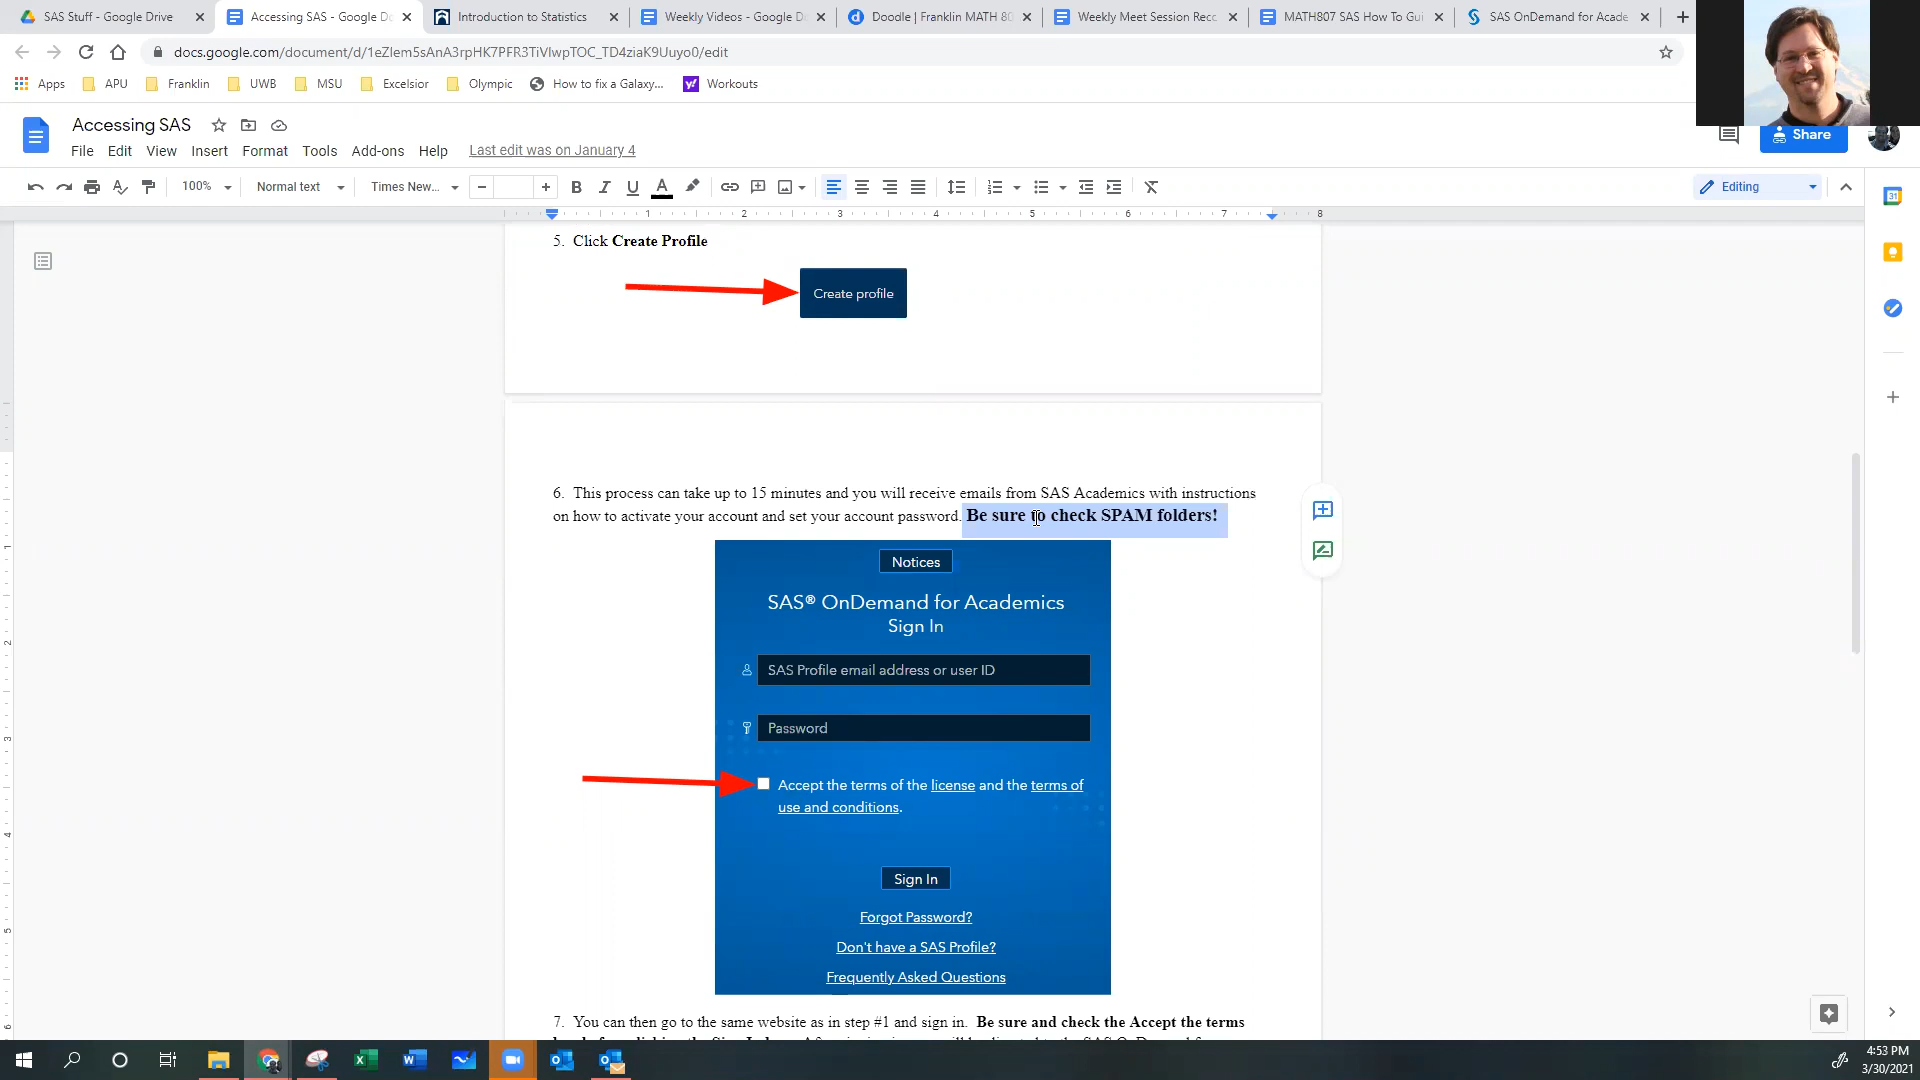 SAS Stuff - Google Drive
Accessing SAS - Google Do
Introduction to Statistics
Weekly Videos - Google D
Doodle | Franklin MATH 80
Weekly Meet Session Reco
MATH807 SAS How To Gui
SAS OnDemand for Acade
docs.google.com/document/d/1eZlem5sAnA3rpHK7PFR3TiVlwpTOC_TD4ziaK9Uuyo0/edit
Apps
APU
Franklin
UWB
MSU
Excelsior
Olympic
How to fix a Galaxy...
Workouts
Accessing SAS
Share
File Edit View Insert Format Tools Add-ons Help Last edit was on January 4
100% Normal text Times New... Editing
1 2 3 4 5 6 7 8
5. Click Create Profile
Create profile
6. This process can take up to 15 minutes and you will receive emails from SAS Academics with instructions
on how to activate your account and set your account password. Be sure to check SPAM folders!
Notices
SAS® OnDemand for Academics
Sign In
SAS Profile email address or user ID
Password
Accept the terms of the license and the terms of
use and conditions.
Sign In
Forgot Password?
Don't have a SAS Profile?
Frequently Asked Questions
7. You can then go to the same website as in step #1 and sign in. Be sure and check the Accept the terms
4:53 PM
3/30/2021